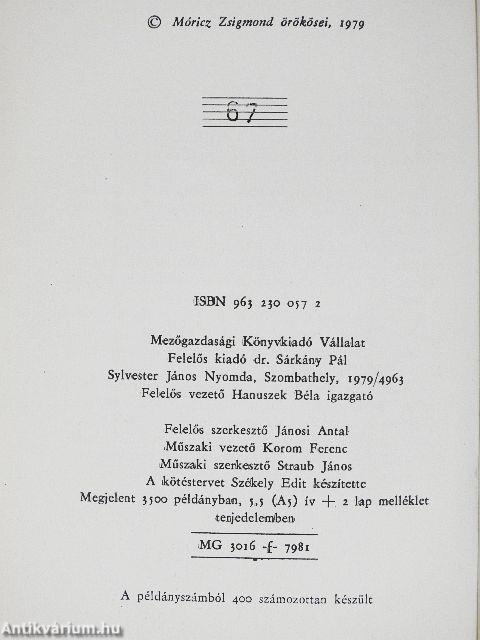 © Móricz Zsigmond örökösei, 1979
67
ISBN 963 230 057 2
Mezőgazdasági Könyvkiadó Vállalat
Felelős kiadó dr. Sárkány Pál
Sylvester János Nyomda, Szombathely, 1979/4963
Felelős vezető Hanuszek Béla igazgató
Felelős szerkesztő Jánosi Antal
Műszaki vezető Korom Ferenc
Műszaki szerkesztő Straub János
A kötéstervet Székely Edit készítette
Megjelent 3500 példányban, 5,5 (A5) ív + 2 lap melléklet
terjedelemben
MG 3016 -f- 7981
A példányszámból 400 számozottan készült
Antikvárium.hu